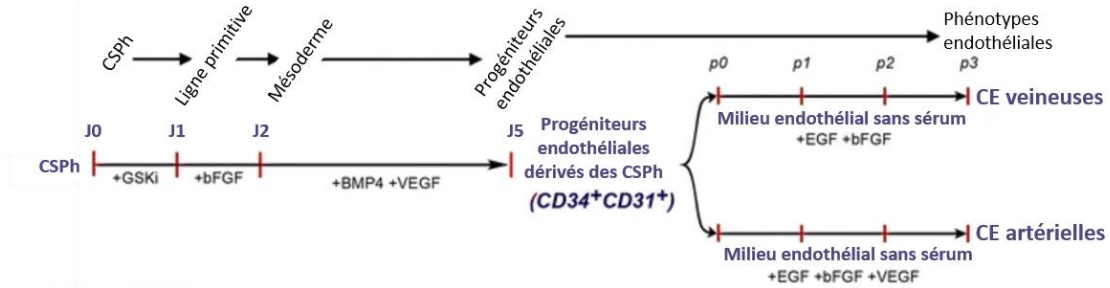 CSPh
Ligne primitive
Mésoderme
Progéniteurs
endothéliales
Phénotypes
endothéliales
J0
J1
J2
J5
CSPh
+GSKi
+bFGF
+BMP4 +VEGF
Progéniteurs
endothéliales
dérivés des CSPh
(CD34+CD31+)
p0
p1
p2
p3
CE veineuses
Milieu endothélial sans sérum
+EGF +bFGF
CE artérielles
Milieu endothélial sans sérum
+EGF +bFGF +VEGF